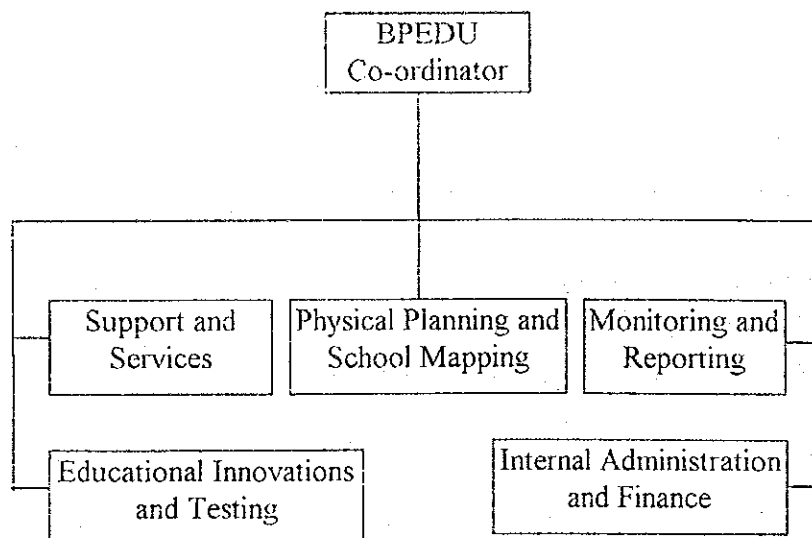 BPEDU
Co-ordinator
Support and
Services
Physical Planning and
School Mapping
Monitoring and
Reporting
Educational Innovations
and Testing
Internal Administration
and Finance